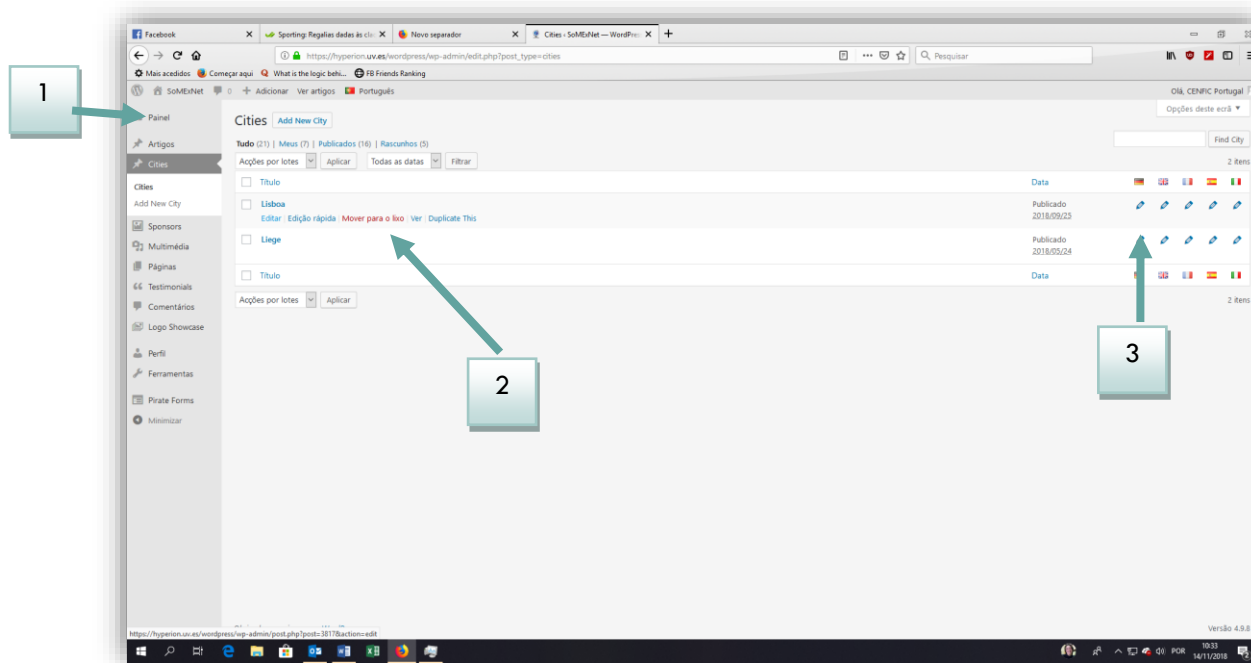 Facebook
Sporting: Regalias dadas às cla
Novo separador
Cities ‹ SoMExNet — WordPre
https://hyperion.uv.es/wordpress/wp-admin/edit.php?post_type=cities
Pesquisar
Mais acedidos Começar aqui What is the logic behi... FB Friends Ranking
SoMExNet 0 Adicionar Ver artigos Português
Olá, CENFIC Portugal
1
Painel
Artigos
Cities
Cities
Add New City
Sponsors
Multimédia
Páginas
Testimonials
Comentários
Logo Showcase
Perfil
Ferramentas
Pirate Forms
Minimizar
Opções deste ecrã
Cities Add New City
Tudo (21) | Meus (7) | Publicados (16) | Rascunhos (5)
Find City
Acções por lotes Aplicar Todas as datas Filtrar
2 itens
Título Data
Lisboa Publicado
2018/09/25
Editar | Edição rápida | Mover para o lixo | Ver | Duplicate This
Liege Publicado
2018/05/24
Título Data
Acções por lotes Aplicar
2 itens
2
3
Versão 4.9.8
https://hyperion.uv.es/wordpress/wp-admin/post.php?post=3817&action=edit
POR
10:33
14/11/2018